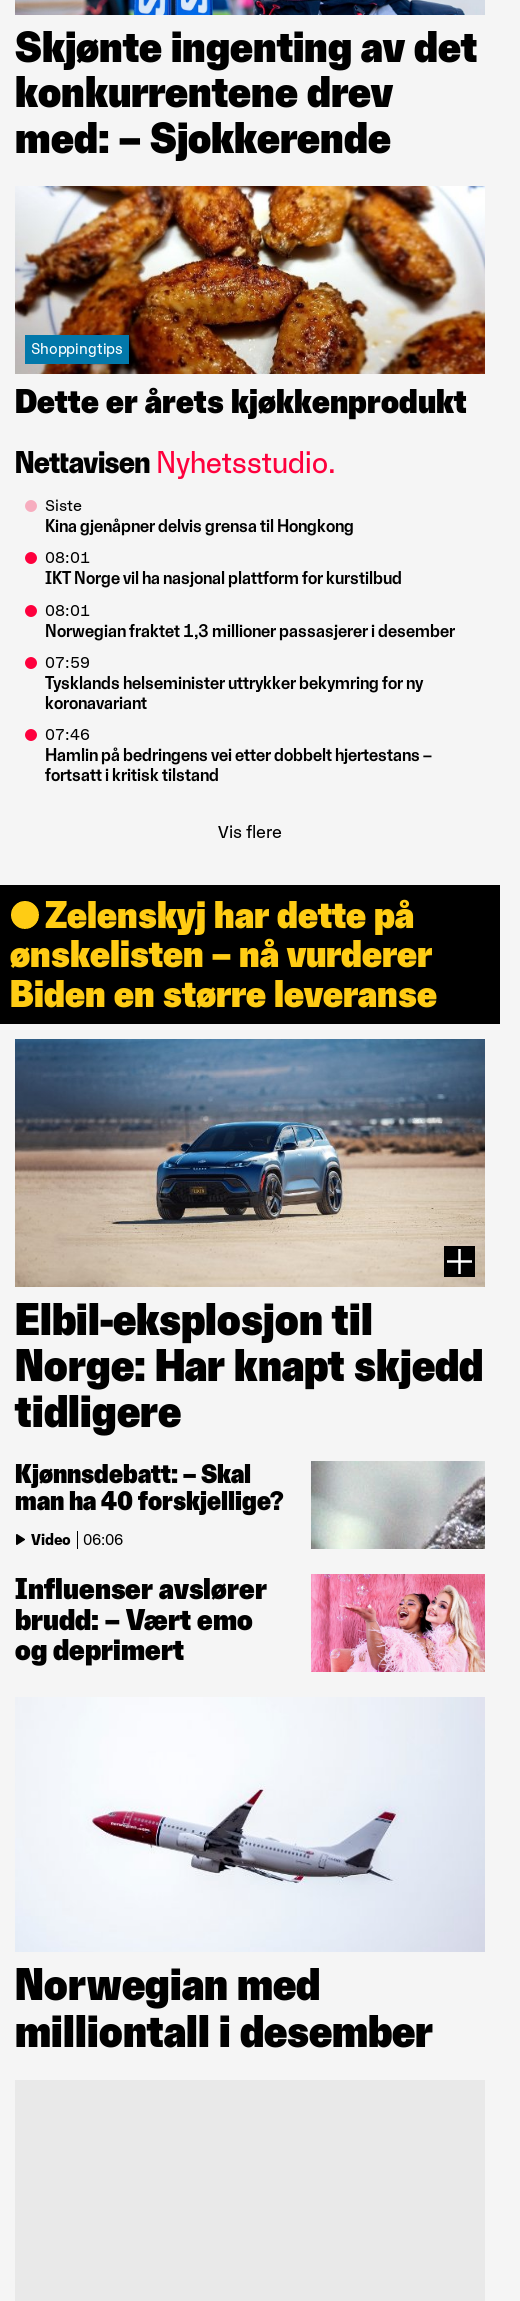 Skjønte ingenting av det
konkurrentene drev
med: – Sjokkerende
Shoppingtips
Dette er årets kjøkkenprodukt
Nettavisen Nyhetsstudio.
Siste
Kina gjenåpner delvis grensa til Hongkong
08:01
IKT Norge vil ha nasjonal plattform for kurstilbud
08:01
Norwegian fraktet 1,3 millioner passasjerer i desember
07:59
Tysklands helseminister uttrykker bekymring for ny
koronavariant
07:46
Hamlin på bedringens vei etter dobbelt hjertestans –
fortsatt i kritisk tilstand
Vis flere
Zelenskyj har dette på
ønskelisten – nå vurderer
Biden en større leveranse
Elbil-eksplosjon til
Norge: Har knapt skjedd
tidligere
Kjønnsdebatt: – Skal
man ha 40 forskjellige?
Video 06:06
Influenser avslører
brudd: – Vært emo
og deprimert
Norwegian med
milliontall i desember